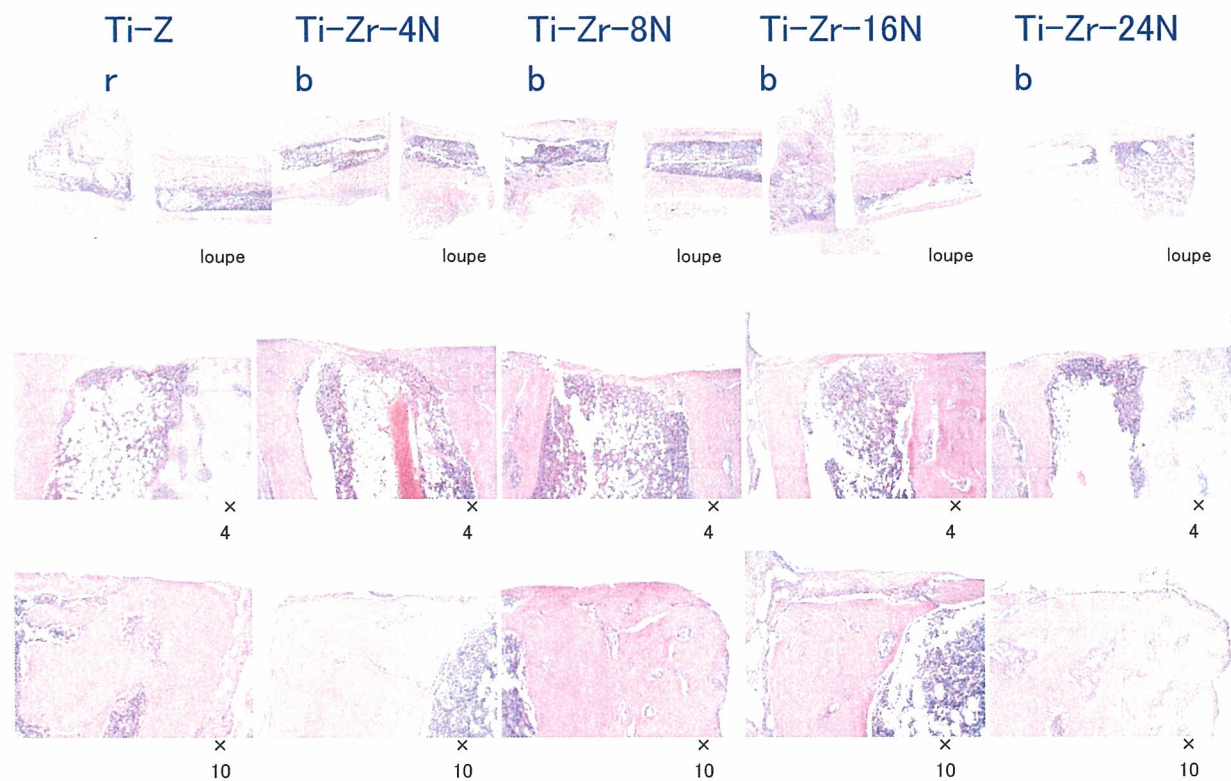 Ti-Z Ti-Zr-4N Ti-Zr-8N Ti-Zr-16N Ti-Zr-24N
r b b b b
loupe loupe loupe loupe loupe
× × × × ×
4 4 4 4 4
× × × × ×
10 10 10 10 10